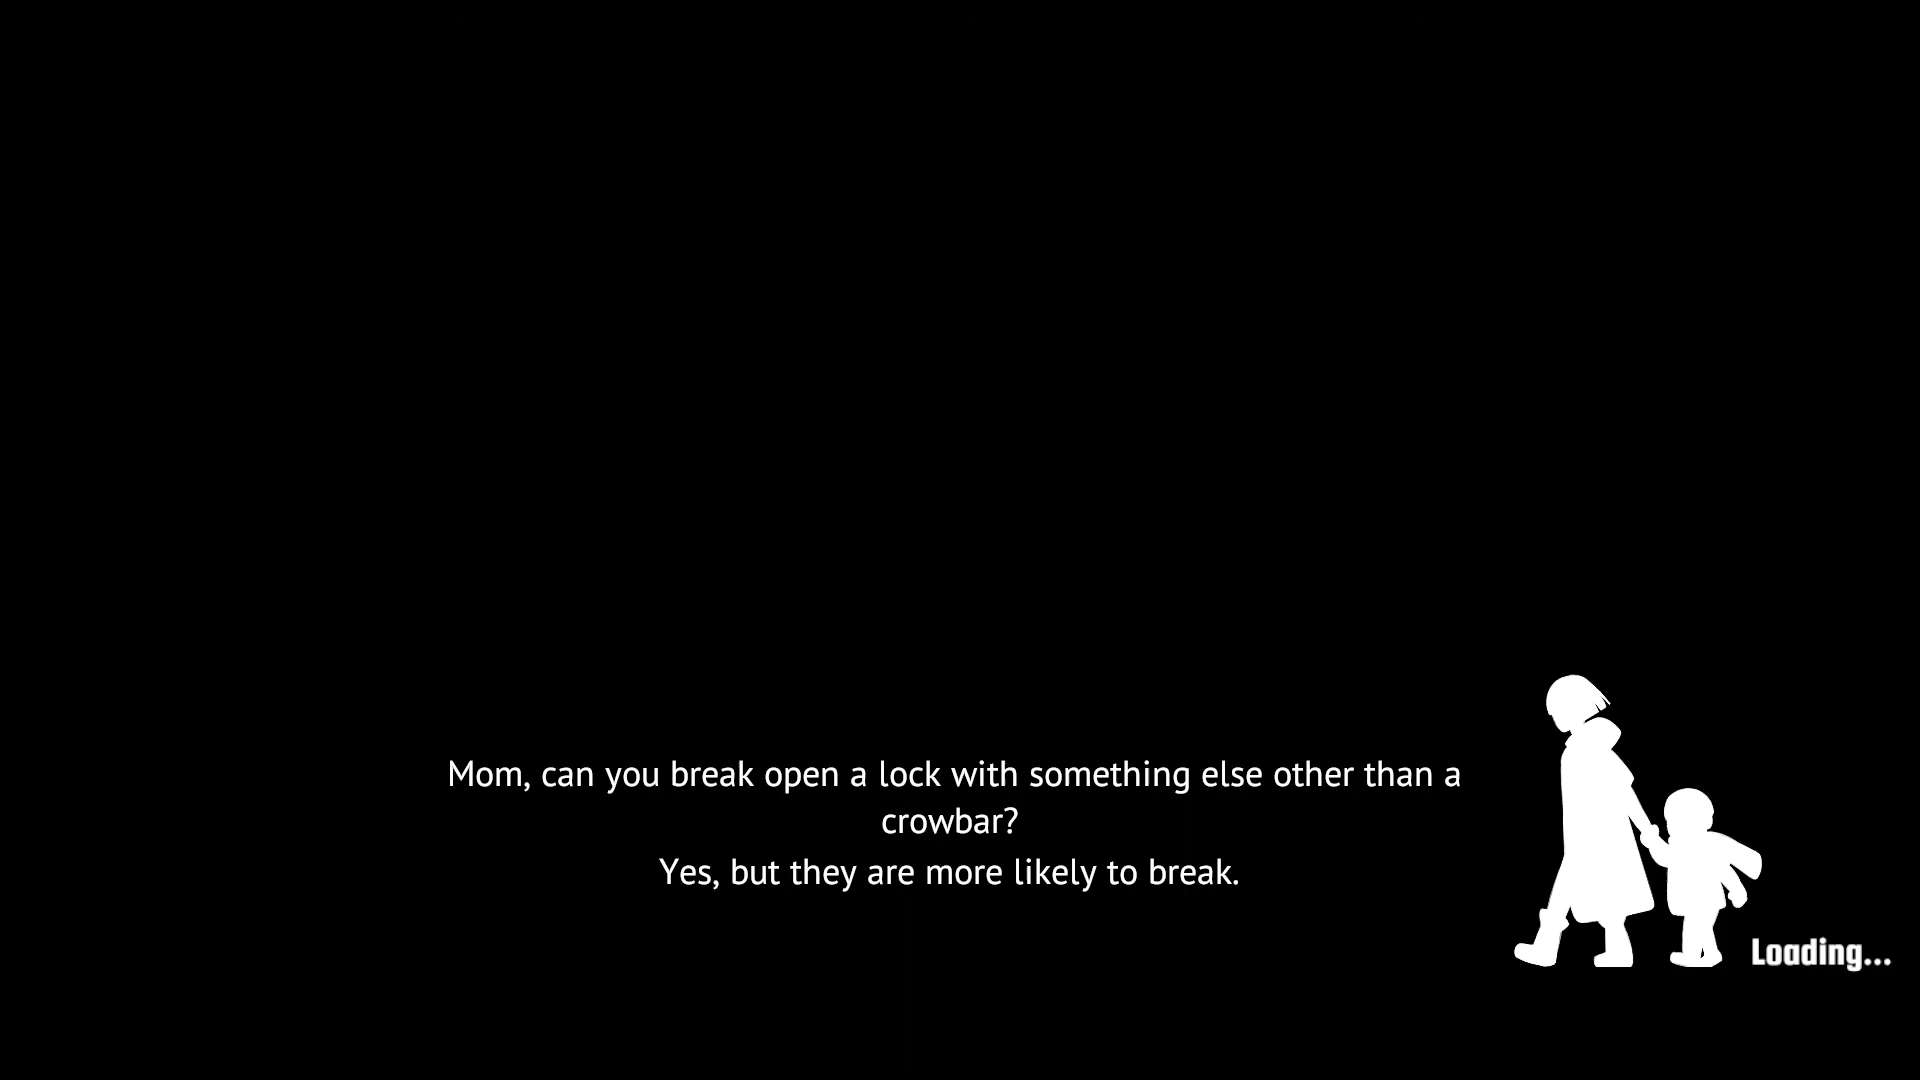 Mom, can you break open a lock with something else other than a
crowbar?
Yes, but they are more likely to break.
Loading...